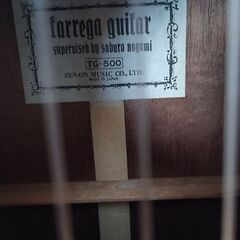 tarrega guitar
supervised by saburo nogami
TG-500
ZEN-ON MUSIC CO., LTD.
MADE IN JAPAN